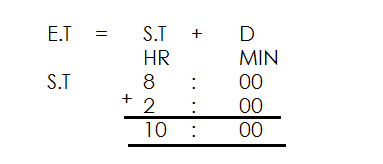 E.T = S.T + D
HR MIN
S.T 8 : 00
+ 2 : 00
10 : 00